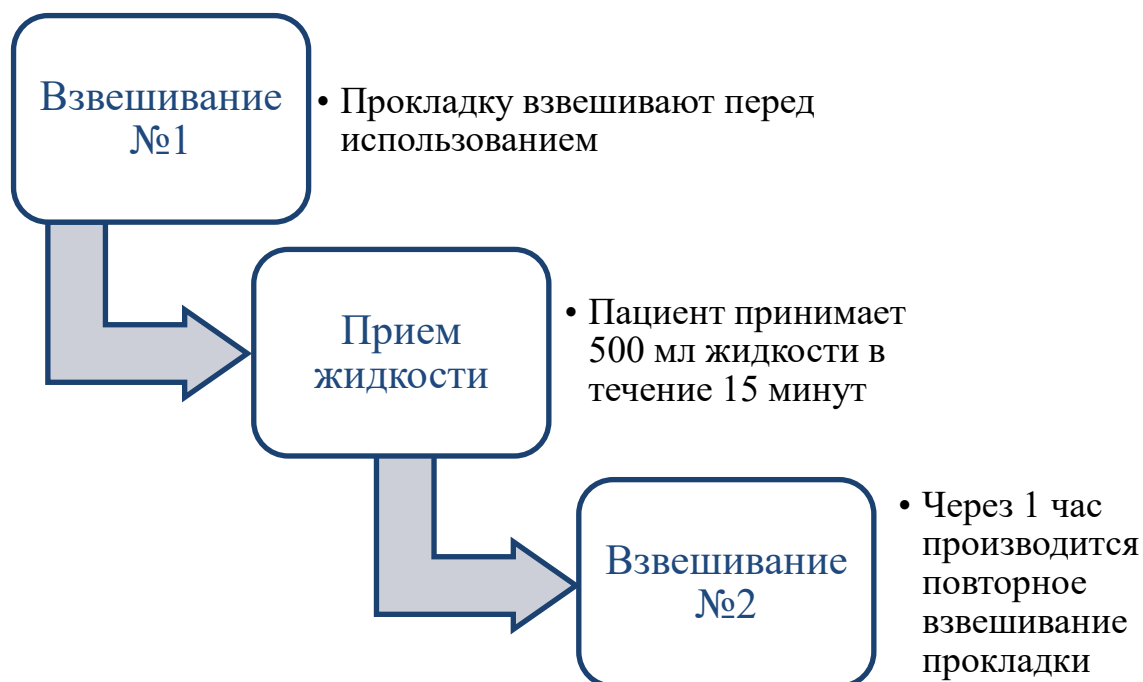 Взвешивание
№1
• Прокладку взвешивают перед
использованием
Прием
жидкости
• Пациент принимает
500 мл жидкости в
течение 15 минут
Взвешивание
№2
• Через 1 час
производится
повторное
взвешивание
прокладки